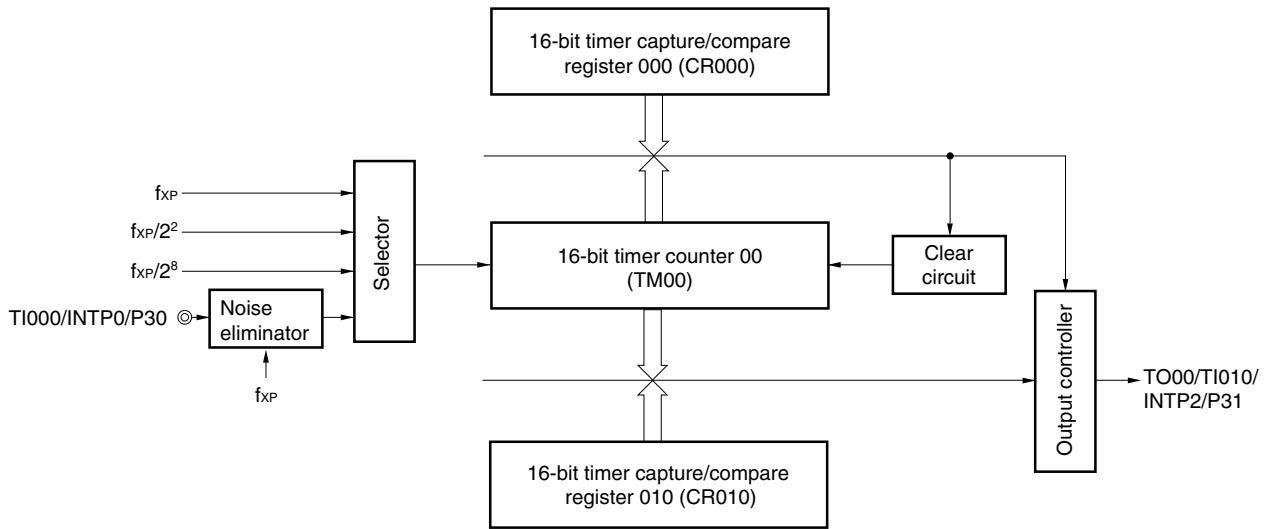 16-bit timer capture/compare
register 000 (CR000)
fXP
fXP/2²
fXP/2⁸
TI000/INTP0/P30
Noise
eliminator
fXP
Selector
16-bit timer counter 00
(TM00)
Clear
circuit
Output controller
TO00/TI010/
INTP2/P31
16-bit timer capture/compare
register 010 (CR010)